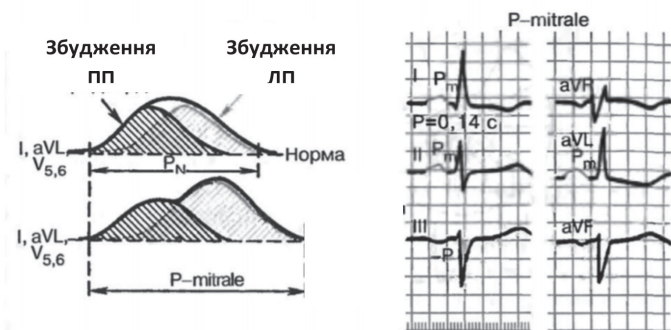 Збудження
ПП
Збудження
ЛП
I, aVL,
V5,6
Норма
PN
I, aVL,
V5,6
P–mitrale
P–mitrale
I
Pm
P=0,14 c
II
Pm
III
–P
aVR
aVL
Pm
aVF